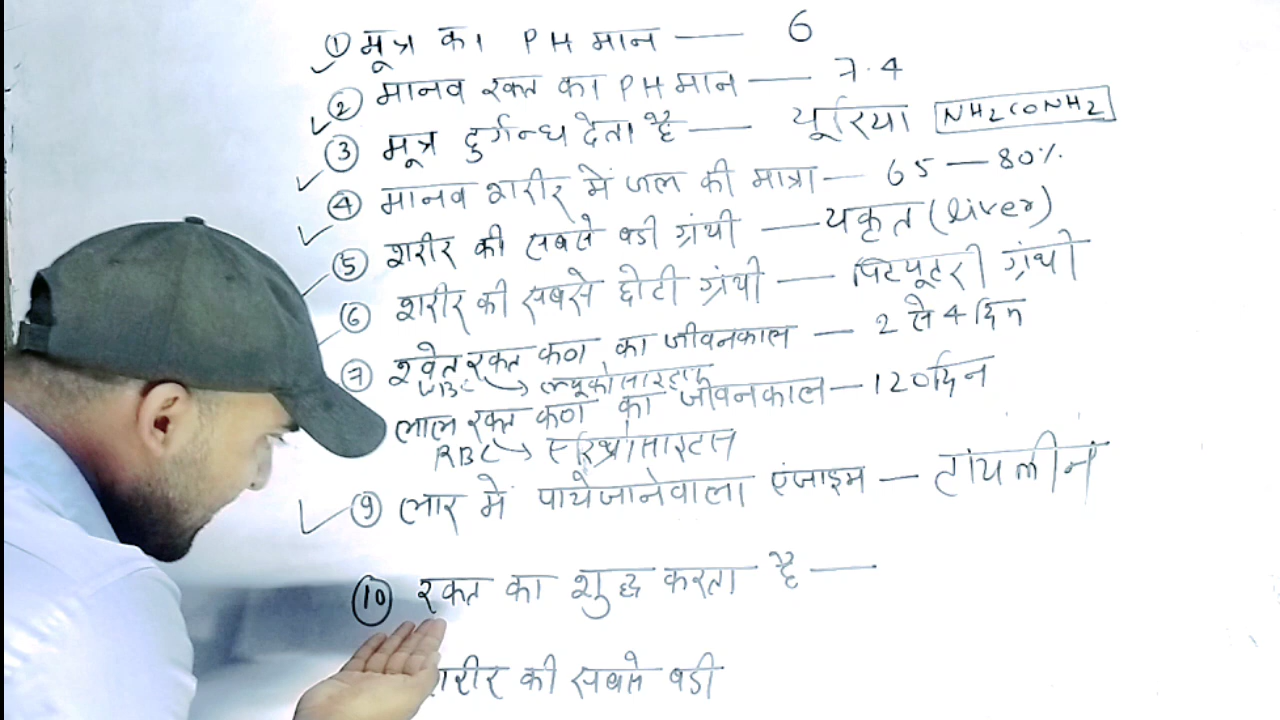 ① मूत्र का PH मान — 6
② मानव रक्त का PH मान — 7.4
③ मूत्र दुर्गन्ध देता है — यूरिया NH2CONH2
④ मानव शरीर में जल की मात्रा — 65 — 80%
⑤ शरीर की सबसे बडी ग्रंथी — यकृत (liver)
⑥ शरीर की सबसे छोटी ग्रंथी — पिटयूटरी ग्रंथी
⑦ श्वेत रक्त कण का जीवनकाल — 2 से 4 दिन
WBC → ल्यूकोसाइटस
लाल रक्त कण का जीवनकाल — 120 दिन
RBC → एरिथ्रोसाइटस
⑨ लार में पाये जाने वाला एंजाइम — टांयलीन
⑩ रक्त का शुद्ध करता है —
शरीर की सबसे बडी